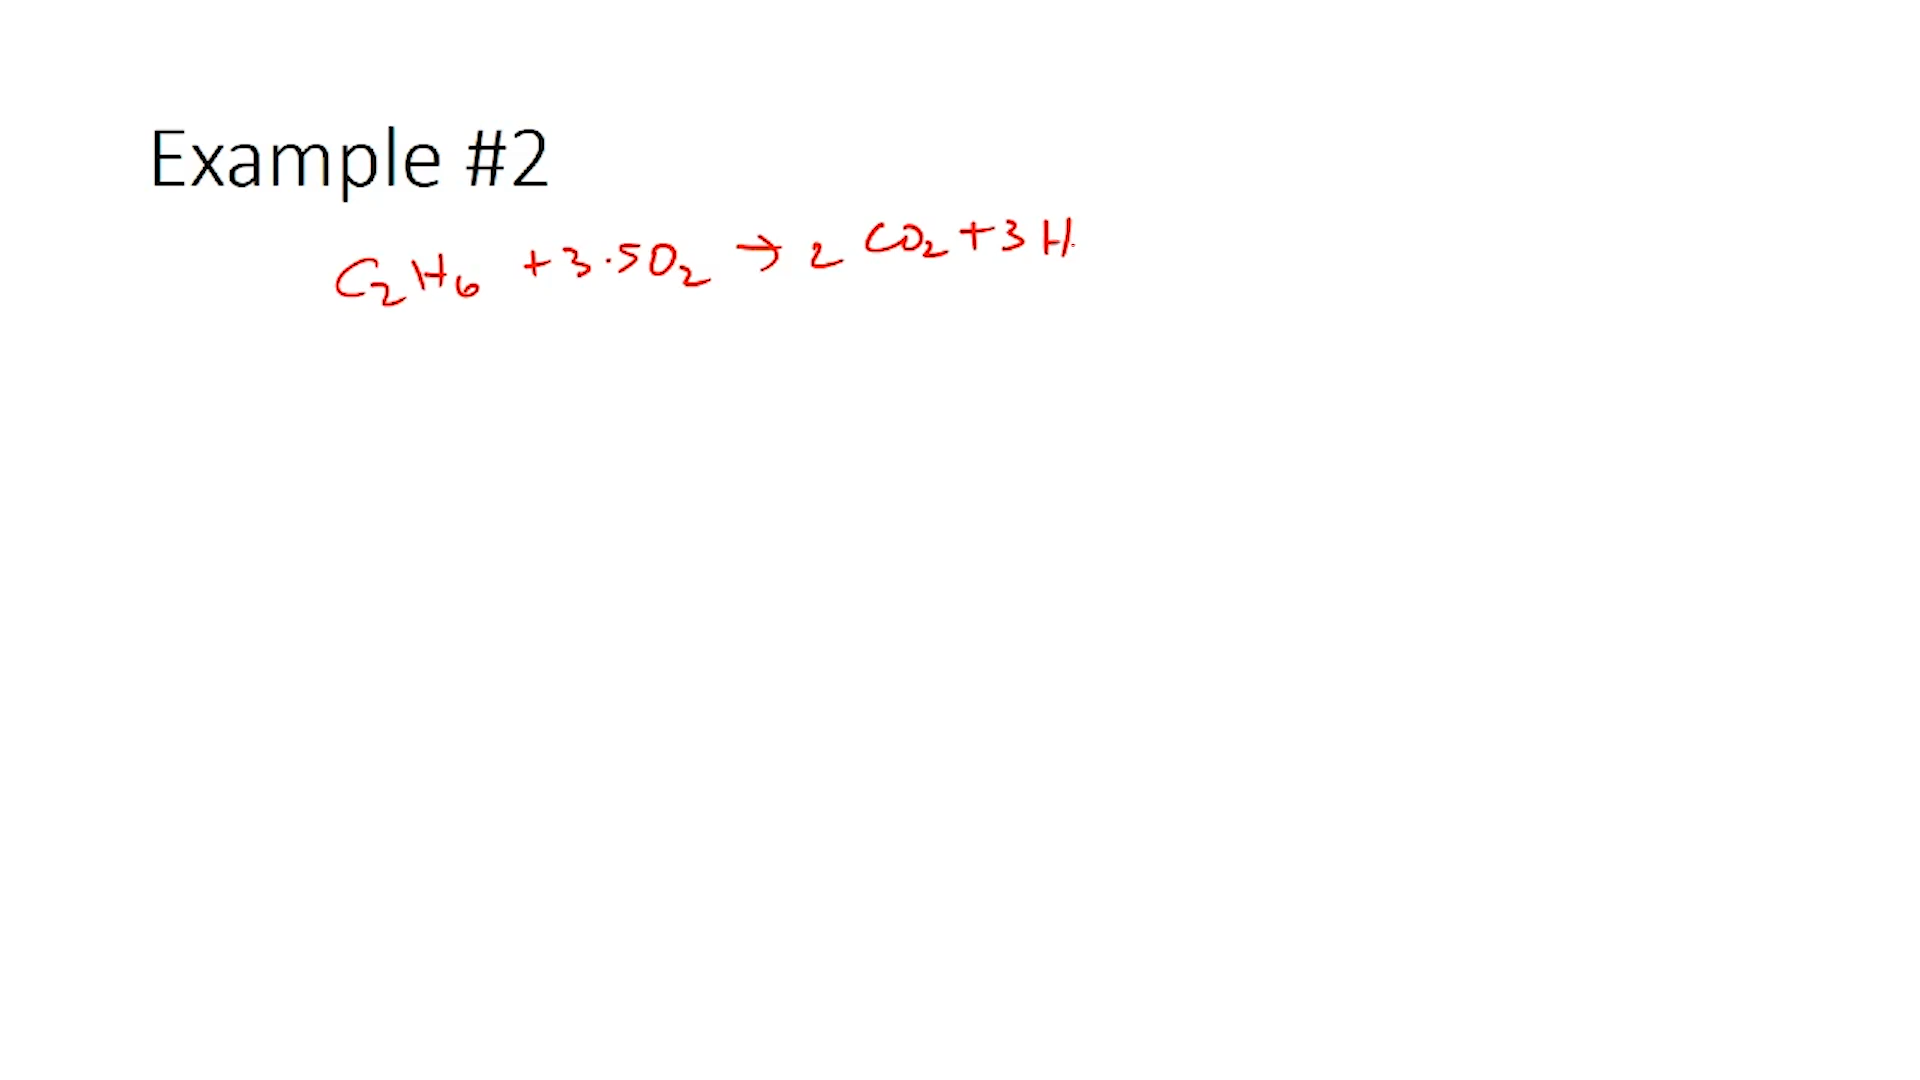 Example #2
C₂H₆ + 3.5O₂ → 2 CO₂ + 3 H